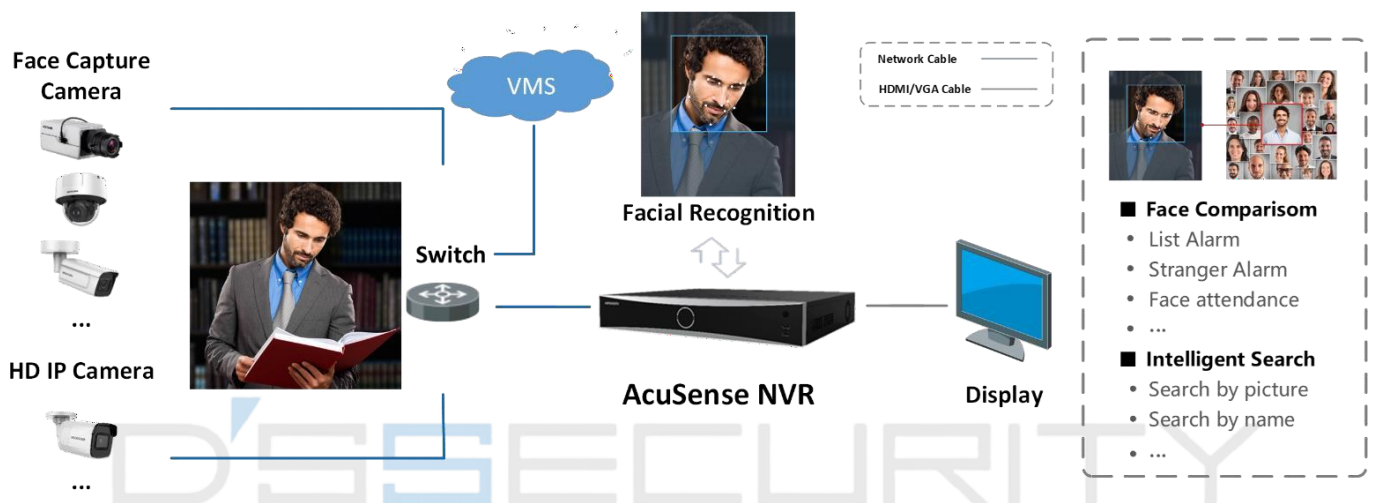 Face Capture
Camera
...
HD IP Camera
...
VMS
Switch
Facial Recognition
AcuSense NVR
Display
Network Cable
HDMI/VGA Cable
■ Face Comparisom
• List Alarm
• Stranger Alarm
• Face attendance
• ...
■ Intelligent Search
• Search by picture
• Search by name
• ...
D'SSECURITY